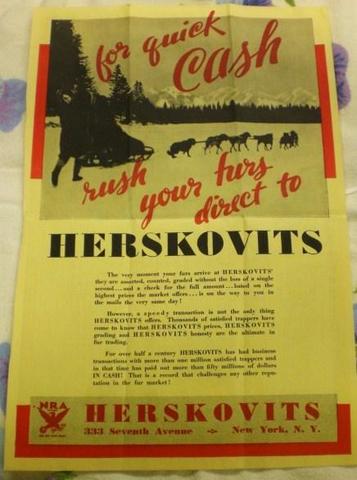 for quick
Cash
rush
your furs
direct to
HERSKOVITS
The very moment your furs arrive at HERSKOVITS'
they are assorted, counted, graded without the loss of a single
second...and a check for the full amount...based on the
highest prices the market offers...is on the way to you in
the mails the very same day!
However, a speedy transaction is not the only thing
HERSKOVITS offers. Thousands of satisfied trappers have
come to know that HERSKOVITS prices, HERSKOVITS
grading and HERSKOVITS honesty are the ultimate in
fur trading.
For over half a century HERSKOVITS has had business
transactions with more than one million satisfied trappers and
in that time has paid out more than fifty millions of dollars
IN CASH! That is a record that challenges any other repu-
tation in the fur market!
NRA
HERSKOVITS
333 Seventh Avenue New York, N. Y.